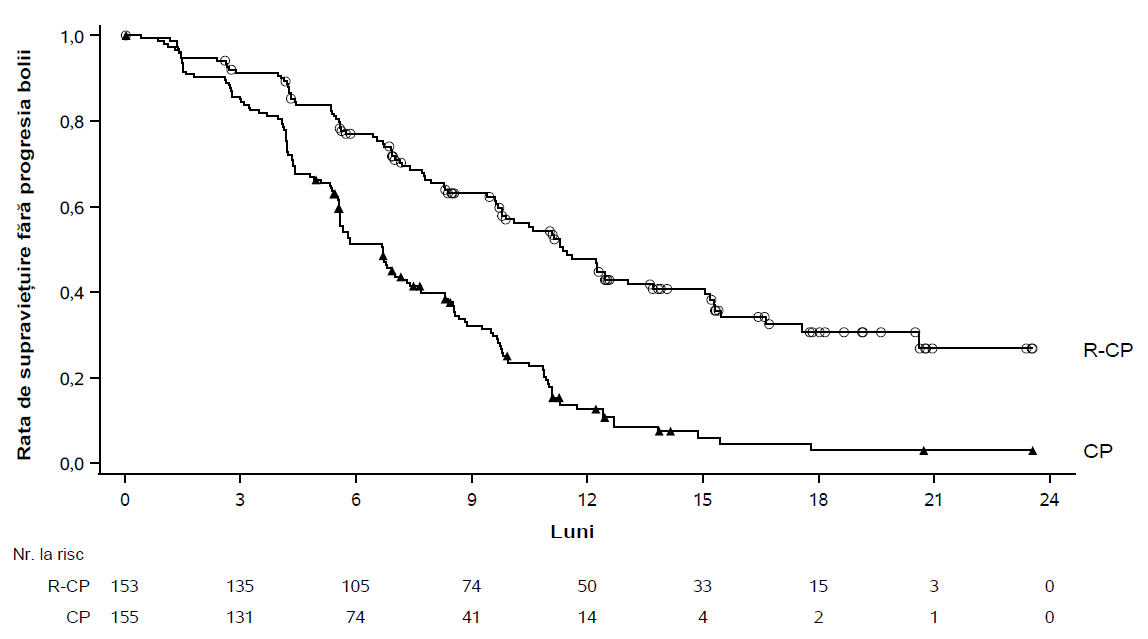 Rata de supraviețuire fără progresia bolii
1,0
0,8
0,6
0,4
0,2
0,0
R-CP
CP
0 3 6 9 12 15 18 21 24
Luni
Nr. la risc
R-CP 153 135 105 74 50 33 15 3 0
CP 155 131 74 41 14 4 2 1 0